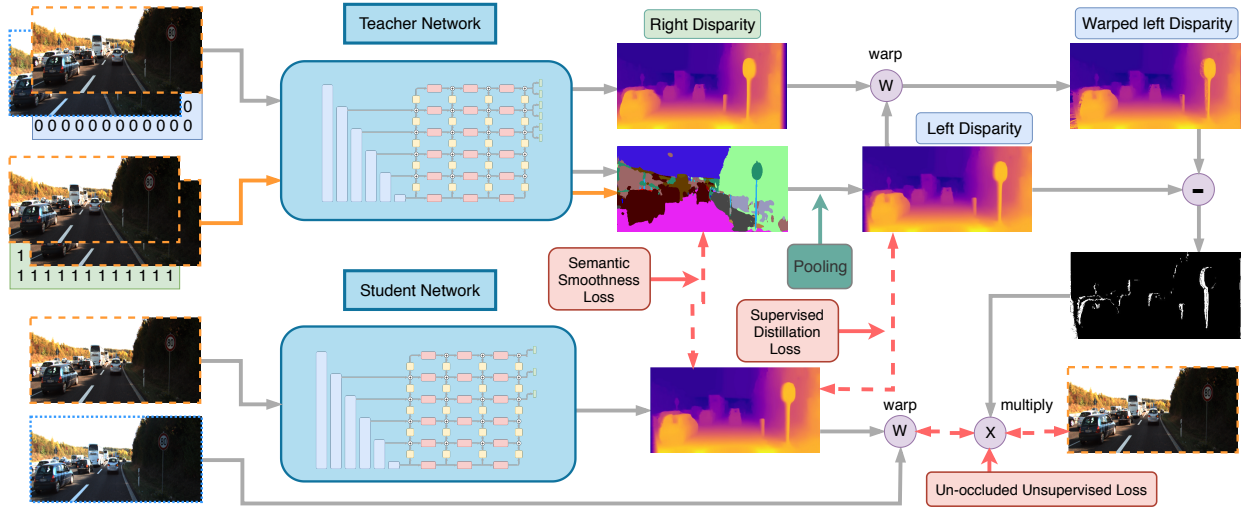 Teacher Network
Right Disparity
Warped left Disparity
warp
W
0
0 0 0 0 0 0 0 0 0 0 0 0
Left Disparity
-
1
1 1 1 1 1 1 1 1 1 1 1 1
Semantic
Smoothness
Loss
Pooling
Student Network
Supervised
Distillation
Loss
warp
multiply
W
X
Un-occluded Unsupervised Loss